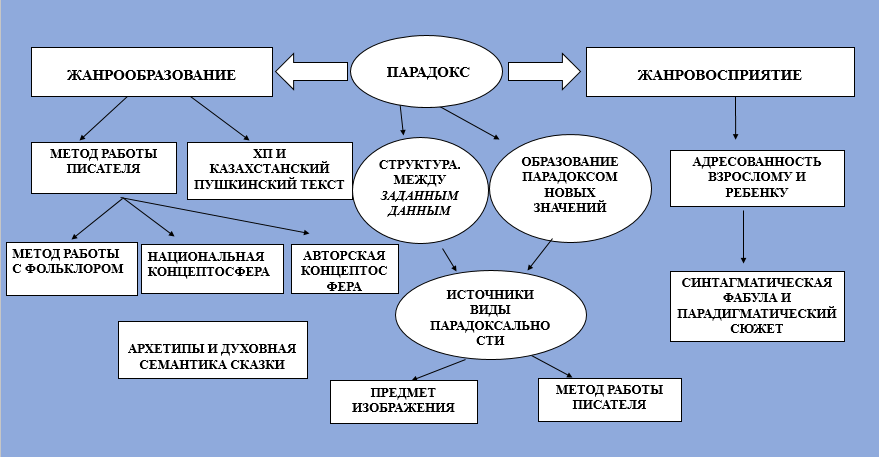 ЖАНРООБРАЗОВАНИЕ
ПАРАДОКС
ЖАНРОВОСПРИЯТИЕ
МЕТОД РАБОТЫ
ПИСАТЕЛЯ
ХП И
КАЗАХСТАНСКИЙ
ПУШКИНСКИЙ ТЕКСТ
СТРУКТУРА.
МЕЖДУ
ЗАДАННЫМ
ДАННЫМ
ОБРАЗОВАНИЕ
ПАРАДОКСОМ
НОВЫХ
ЗНАЧЕНИЙ
АДРЕСОВАННОСТЬ
ВЗРОСЛОМУ И
РЕБЕНКУ
МЕТОД РАБОТЫ
С ФОЛЬКЛОРОМ
НАЦИОНАЛЬНАЯ
КОНЦЕПТОСФЕРА
АВТОРСКАЯ
КОНЦЕПТОС
ФЕРА
ИСТОЧНИКИ
ВИДЫ
ПАРАДОКСАЛЬНО
СТИ
СИНТАГМАТИЧЕСКАЯ
ФАБУЛА И
ПАРАДИГМАТИЧЕСКИЙ
СЮЖЕТ
АРХЕТИПЫ И ДУХОВНАЯ
СЕМАНТИКА СКАЗКИ
ПРЕДМЕТ
ИЗОБРАЖЕНИЯ
МЕТОД РАБОТЫ
ПИСАТЕЛЯ